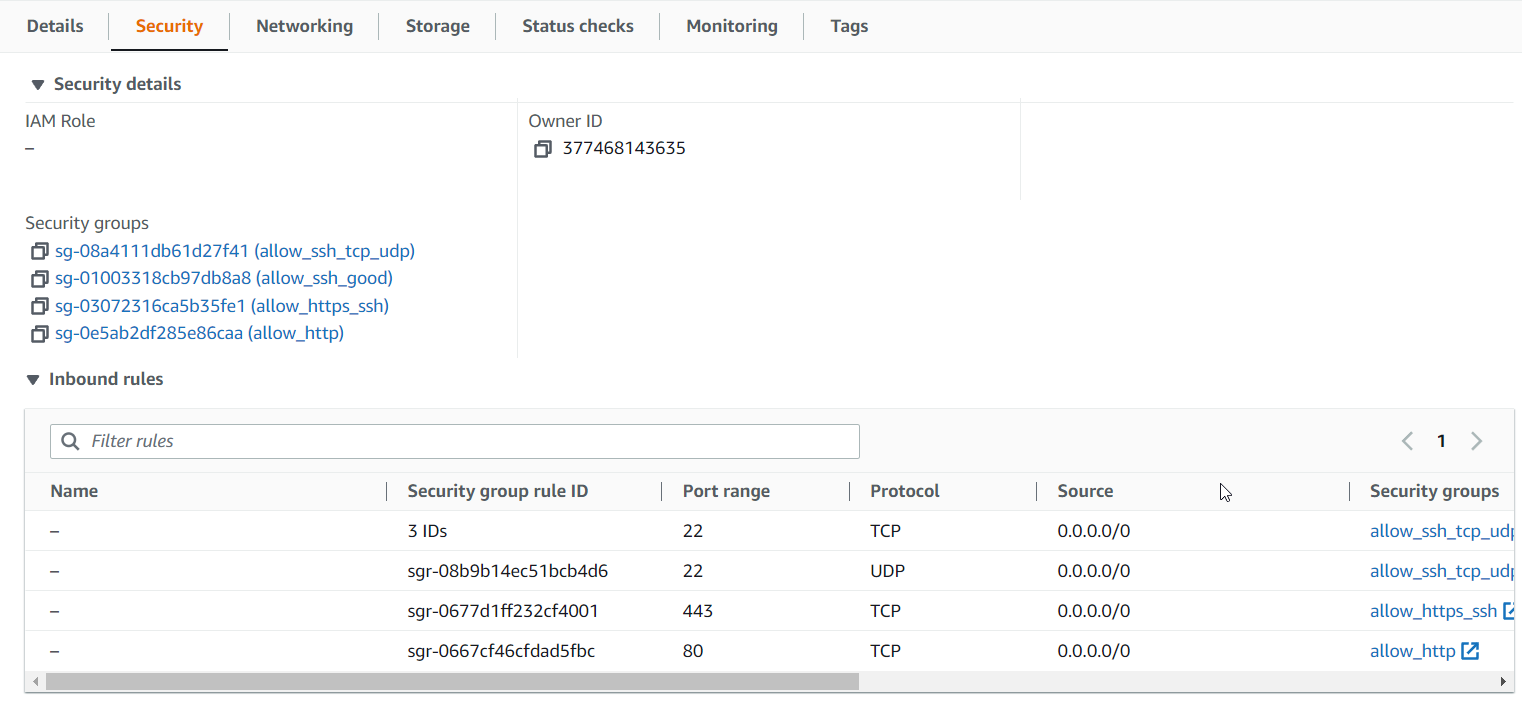 Details Security Networking Storage Status checks Monitoring Tags
Security details
IAM Role Owner ID
– 377468143635
Security groups
sg-08a4111db61d27f41 (allow_ssh_tcp_udp)
sg-01003318cb97db8a8 (allow_ssh_good)
sg-03072316ca5b35fe1 (allow_https_ssh)
sg-0e5ab2df285e86caa (allow_http)
Inbound rules
Filter rules 1
Name Security group rule ID Port range Protocol Source Security groups
– 3 IDs 22 TCP 0.0.0.0/0 allow_ssh_tcp_udp
– sgr-08b9b14ec51bcb4d6 22 UDP 0.0.0.0/0 allow_ssh_tcp_udp
– sgr-0677d1ff232cf4001 443 TCP 0.0.0.0/0 allow_https_ssh
– sgr-0667cf46cfdad5fbc 80 TCP 0.0.0.0/0 allow_http